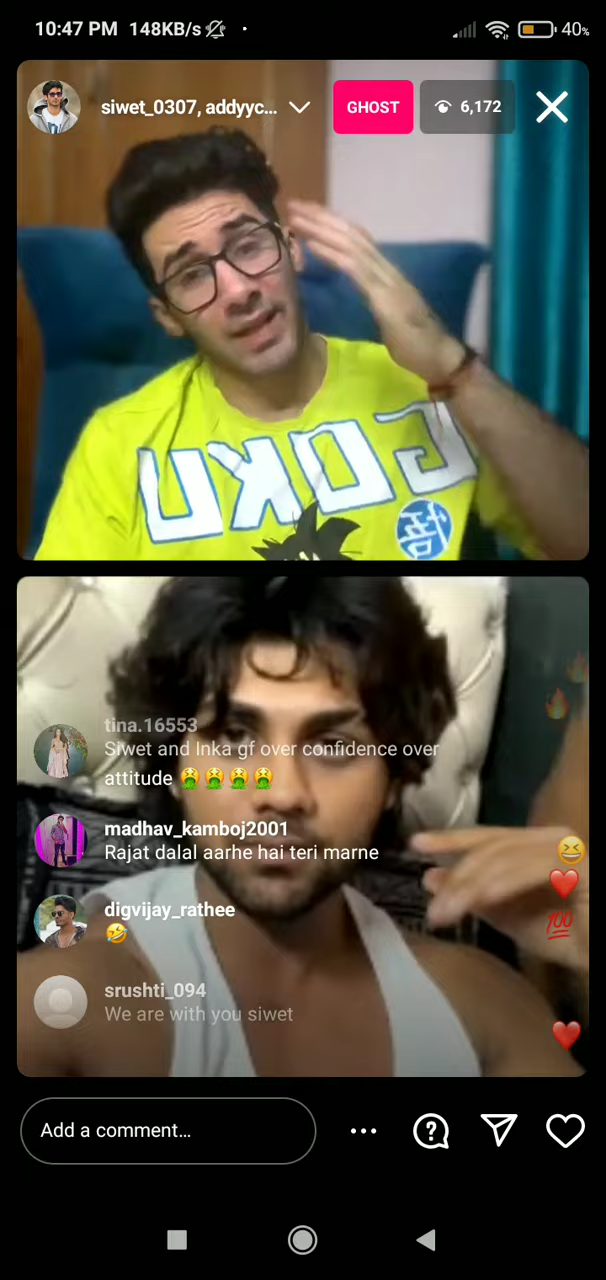 10:47 PM 148KB/s
40%
siwet_0307, addyyc...
GHOST
6,172
GOKU
悟
tina.16553
Siwet and Inka gf over confidence over
attitude 🤮🤮🤮🤮
madhav_kamboj2001
Rajat dalal aarhe hai teri marne
digvijay_rathee
🤣
srushti_094
We are with you siwet
💯
Add a comment...